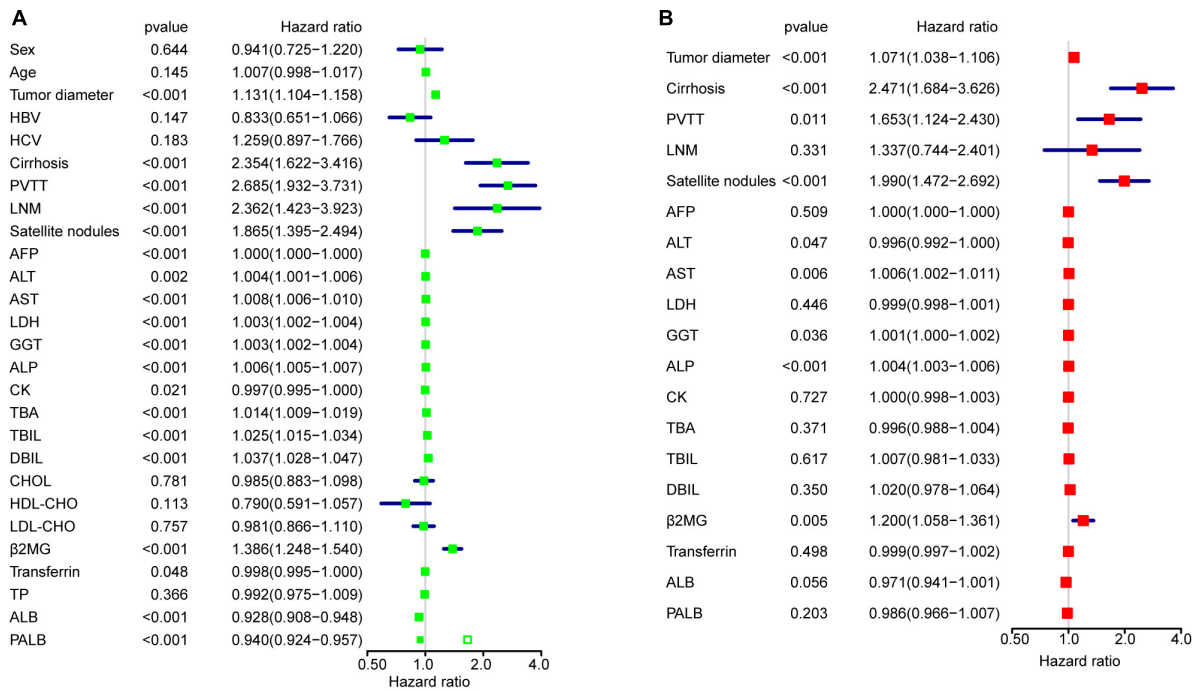 A
pvalue Hazard ratio
Sex 0.644 0.941(0.725−1.220)
Age 0.145 1.007(0.998−1.017)
Tumor diameter <0.001 1.131(1.104−1.158)
HBV 0.147 0.833(0.651−1.066)
HCV 0.183 1.259(0.897−1.766)
Cirrhosis <0.001 2.354(1.622−3.416)
PVTT <0.001 2.685(1.932−3.731)
LNM <0.001 2.362(1.423−3.923)
Satellite nodules <0.001 1.865(1.395−2.494)
AFP <0.001 1.000(1.000−1.000)
ALT 0.002 1.004(1.001−1.006)
AST <0.001 1.008(1.006−1.010)
LDH <0.001 1.003(1.002−1.004)
GGT <0.001 1.003(1.002−1.004)
ALP <0.001 1.006(1.005−1.007)
CK 0.021 0.997(0.995−1.000)
TBA <0.001 1.014(1.009−1.019)
TBIL <0.001 1.025(1.015−1.034)
DBIL <0.001 1.037(1.028−1.047)
CHOL 0.781 0.985(0.883−1.098)
HDL-CHO 0.113 0.790(0.591−1.057)
LDL-CHO 0.757 0.981(0.866−1.110)
β2MG <0.001 1.386(1.248−1.540)
Transferrin 0.048 0.998(0.995−1.000)
TP 0.366 0.992(0.975−1.009)
ALB <0.001 0.928(0.908−0.948)
PALB <0.001 0.940(0.924−0.957)
0.50 1.0 2.0 4.0
Hazard ratio
B
pvalue Hazard ratio
Tumor diameter <0.001 1.071(1.038−1.106)
Cirrhosis <0.001 2.471(1.684−3.626)
PVTT 0.011 1.653(1.124−2.430)
LNM 0.331 1.337(0.744−2.401)
Satellite nodules <0.001 1.990(1.472−2.692)
AFP 0.509 1.000(1.000−1.000)
ALT 0.047 0.996(0.992−1.000)
AST 0.006 1.006(1.002−1.011)
LDH 0.446 0.999(0.998−1.001)
GGT 0.036 1.001(1.000−1.002)
ALP <0.001 1.004(1.003−1.006)
CK 0.727 1.000(0.998−1.003)
TBA 0.371 0.996(0.988−1.004)
TBIL 0.617 1.007(0.981−1.033)
DBIL 0.350 1.020(0.978−1.064)
β2MG 0.005 1.200(1.058−1.361)
Transferrin 0.498 0.999(0.997−1.002)
ALB 0.056 0.971(0.941−1.001)
PALB 0.203 0.986(0.966−1.007)
0.50 1.0 2.0 4.0
Hazard ratio